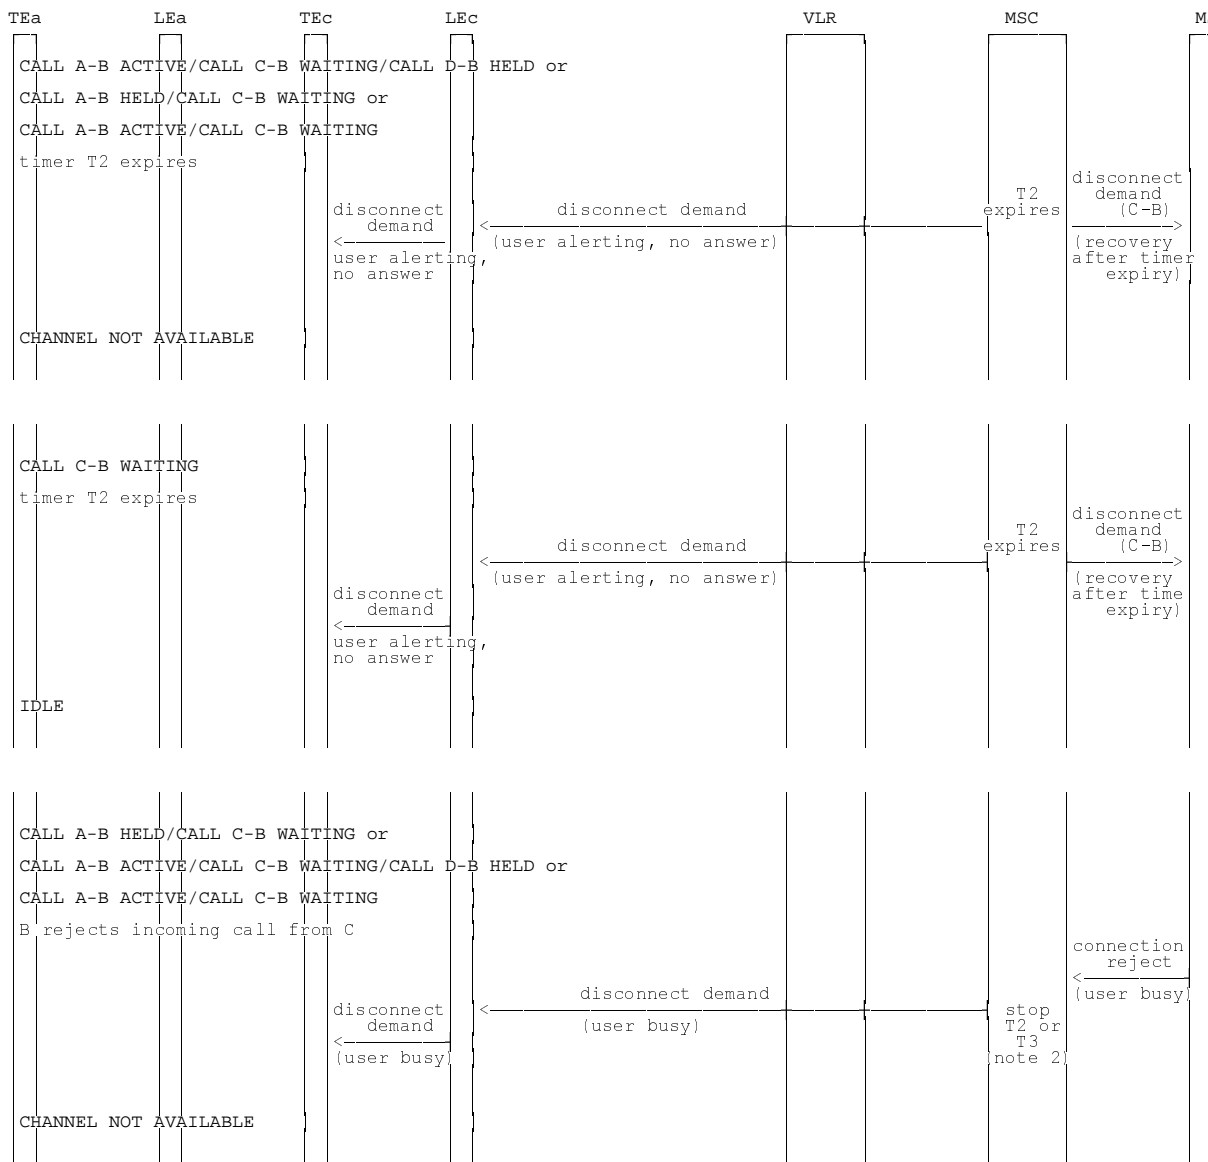 TEa LEa TEc LEc VLR MSC
CALL A-B ACTIVE/CALL C-B WAITING/CALL D-B HELD or
CALL A-B HELD/CALL C-B WAITING or
CALL A-B ACTIVE/CALL C-B WAITING
timer T2 expires
disconnect
demand
user alerting,
no answer
disconnect demand
(user alerting, no answer)
T2
expires
disconnect
demand
(C-B)
(recovery
after timer
expiry)
CHANNEL NOT AVAILABLE
CALL C-B WAITING
timer T2 expires
disconnect demand
(user alerting, no answer)
T2
expires
disconnect
demand
(C-B)
(recovery
after time
expiry)
disconnect
demand
user alerting,
no answer
IDLE
CALL A-B HELD/CALL C-B WAITING or
CALL A-B ACTIVE/CALL C-B WAITING/CALL D-B HELD or
CALL A-B ACTIVE/CALL C-B WAITING
B rejects incoming call from C
connection
reject
(user busy)
disconnect demand
(user busy)
stop
T2 or
T3
(note 2)
disconnect
demand
(user busy)
CHANNEL NOT AVAILABLE